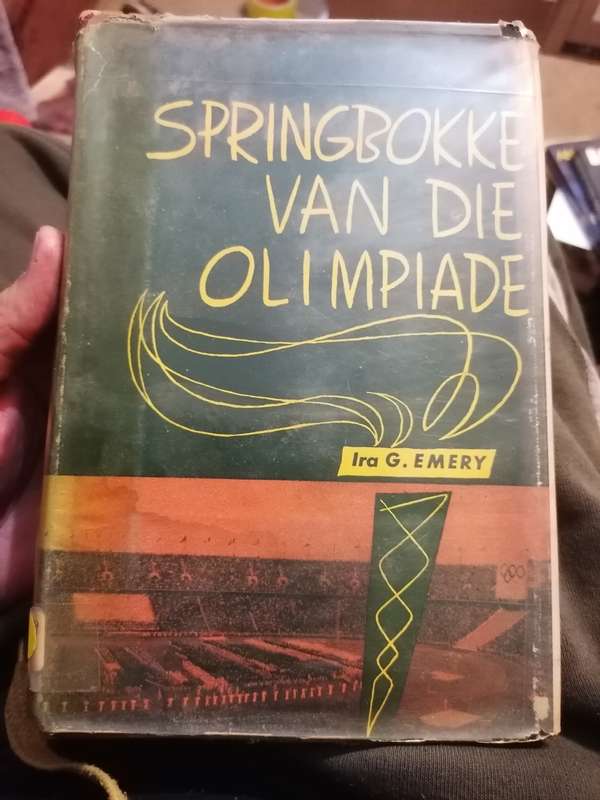 SPRINGBOKKE
VAN DIE
OLIMPIADE
Ira G. EMERY